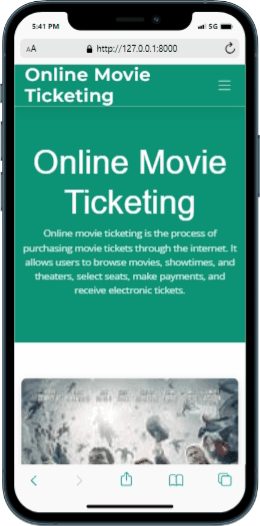 5:41 PM
5G
AA
http://127.0.0.1:8000
Online Movie
Ticketing
Online Movie
Ticketing
Online movie ticketing is the process of
purchasing movie tickets through the internet. It
allows users to browse movies, showtimes, and
theaters, select seats, make payments, and
receive electronic tickets.